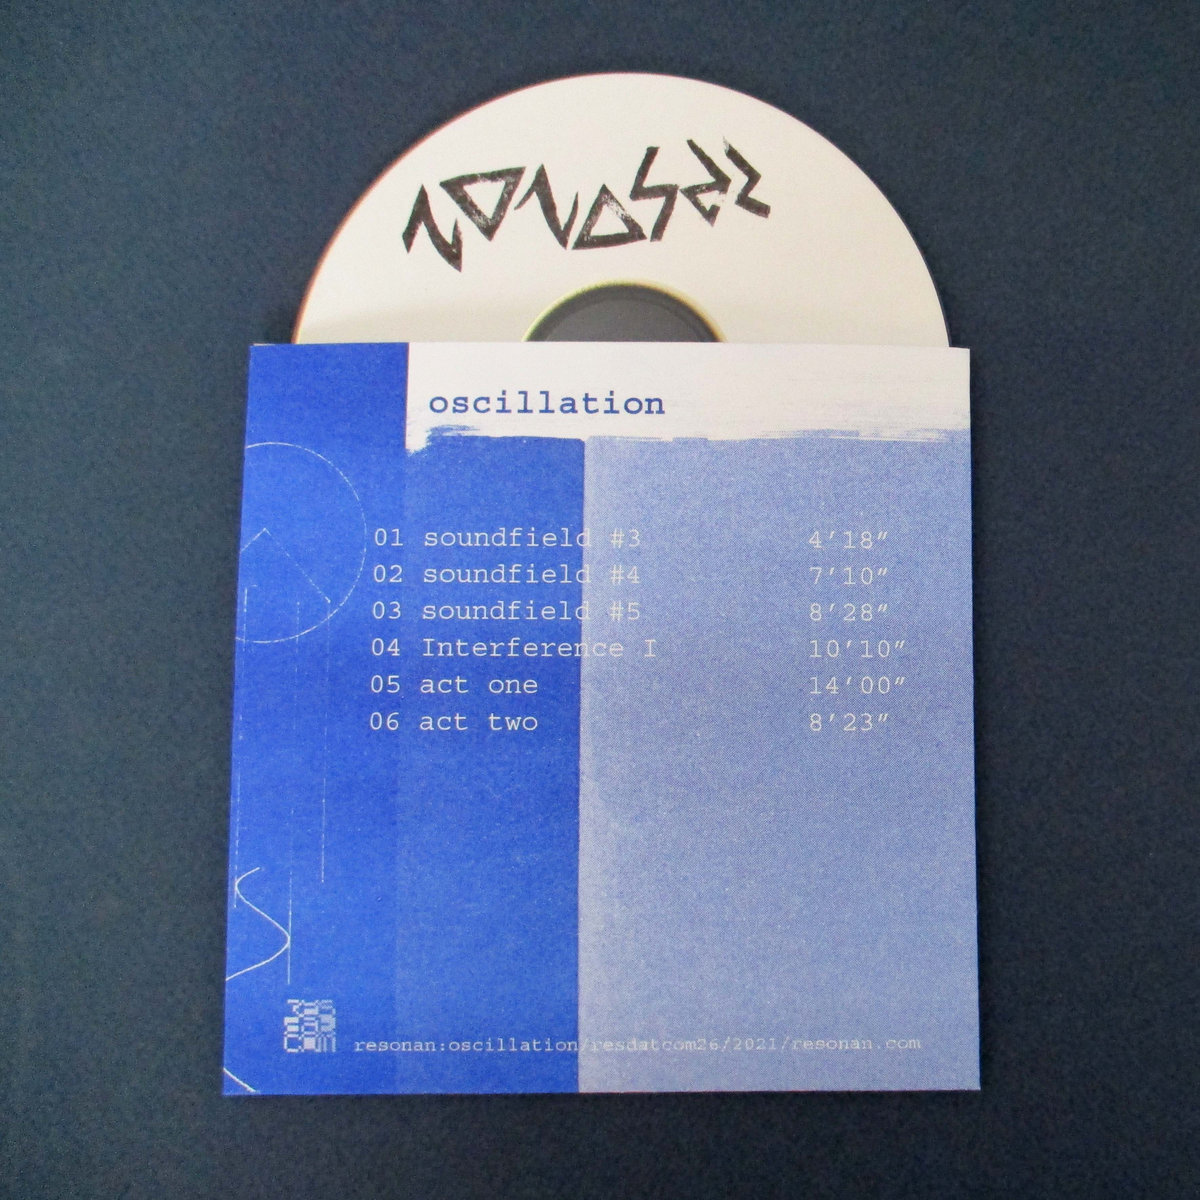 oscillation
01 soundfield #3 4′18″
02 soundfield #4 7′10″
03 soundfield #5 8′28″
04 Interference I 10′10″
05 act one 14′00″
06 act two 8′23″
resonan:oscillation/resdatcom26/2021/resonan.com